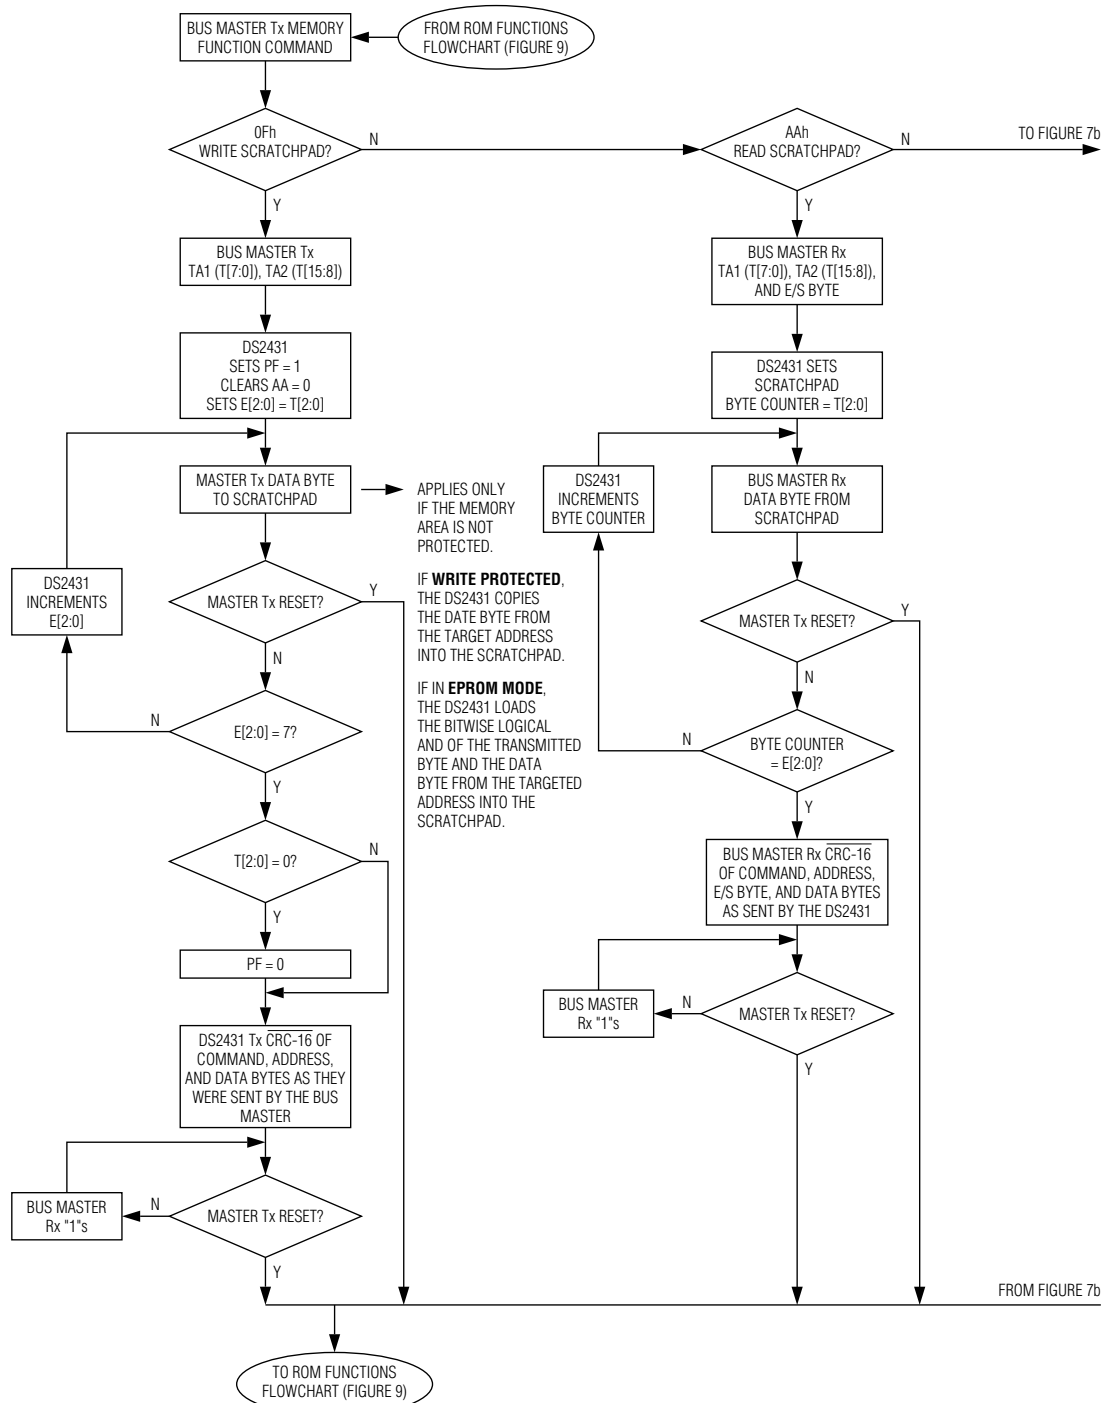 BUS MASTER Tx MEMORY
FUNCTION COMMAND
FROM ROM FUNCTIONS
FLOWCHART (FIGURE 9)
0Fh
WRITE SCRATCHPAD?
N
Y
AAh
READ SCRATCHPAD?
N
Y
TO FIGURE 7b
BUS MASTER Tx
TA1 (T[7:0]), TA2 (T[15:8])
DS2431
SETS PF = 1
CLEARS AA = 0
SETS E[2:0] = T[2:0]
MASTER Tx DATA BYTE
TO SCRATCHPAD
APPLIES ONLY
IF THE MEMORY
AREA IS NOT
PROTECTED.
IF WRITE PROTECTED,
THE DS2431 COPIES
THE DATE BYTE FROM
THE TARGET ADDRESS
INTO THE SCRATCHPAD.
IF IN EPROM MODE,
THE DS2431 LOADS
THE BITWISE LOGICAL
AND OF THE TRANSMITTED
BYTE AND THE DATA
BYTE FROM THE TARGETED
ADDRESS INTO THE
SCRATCHPAD.
DS2431
INCREMENTS
E[2:0]
MASTER Tx RESET?
Y
N
E[2:0] = 7?
N
Y
T[2:0] = 0?
N
Y
PF = 0
DS2431 Tx CRC-16 OF
COMMAND, ADDRESS,
AND DATA BYTES AS THEY
WERE SENT BY THE BUS
MASTER
BUS MASTER
Rx "1"s
N
MASTER Tx RESET?
Y
BUS MASTER Rx
TA1 (T[7:0]), TA2 (T[15:8]),
AND E/S BYTE
DS2431 SETS
SCRATCHPAD
BYTE COUNTER = T[2:0]
DS2431
INCREMENTS
BYTE COUNTER
BUS MASTER Rx
DATA BYTE FROM
SCRATCHPAD
MASTER Tx RESET?
Y
N
BYTE COUNTER
= E[2:0]?
N
Y
BUS MASTER Rx CRC-16
OF COMMAND, ADDRESS,
E/S BYTE, AND DATA BYTES
AS SENT BY THE DS2431
BUS MASTER
Rx "1"s
N
MASTER Tx RESET?
Y
FROM FIGURE 7b
TO ROM FUNCTIONS
FLOWCHART (FIGURE 9)